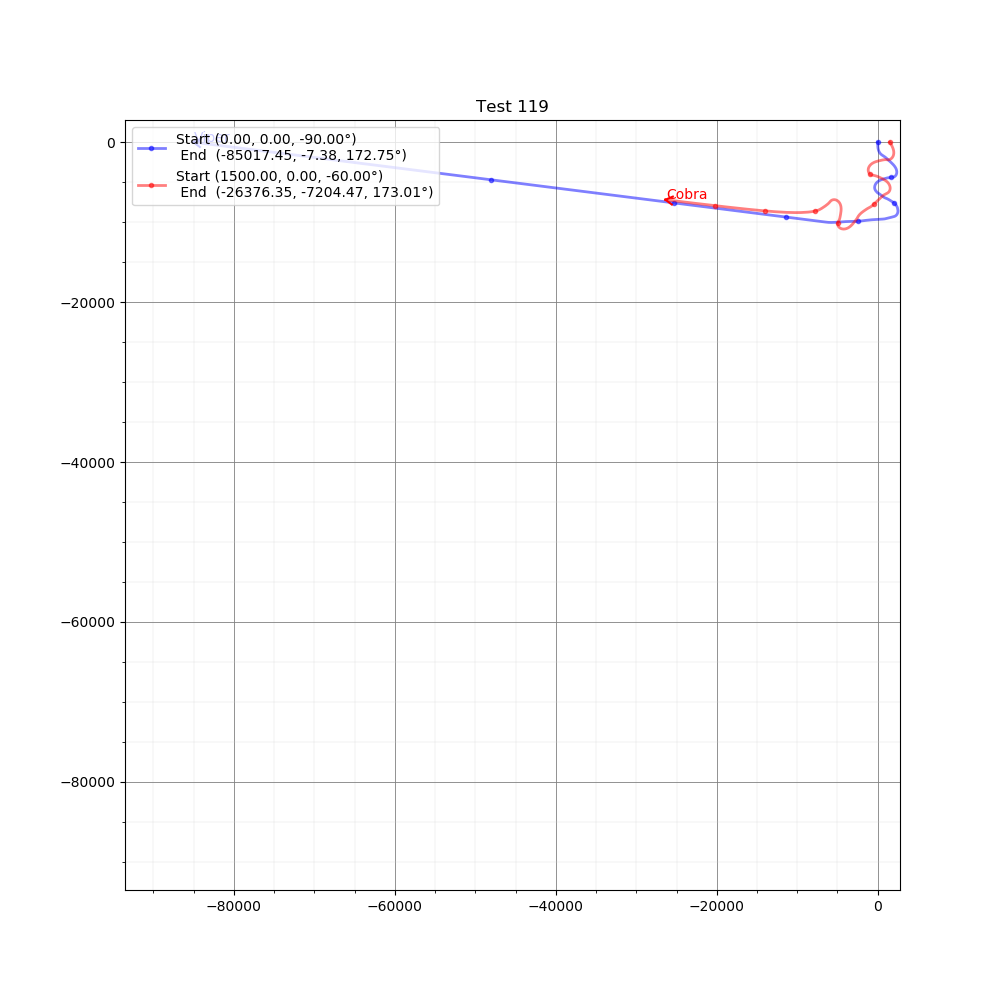 Test 119
Start (0.00, 0.00, -90.00°)
End (-85017.45, -7.38, 172.75°)
Start (1500.00, 0.00, -60.00°)
End (-26376.35, -7204.47, 173.01°)
Cobra
0
−20000
−40000
−60000
−80000
−80000
−60000
−40000
−20000
0